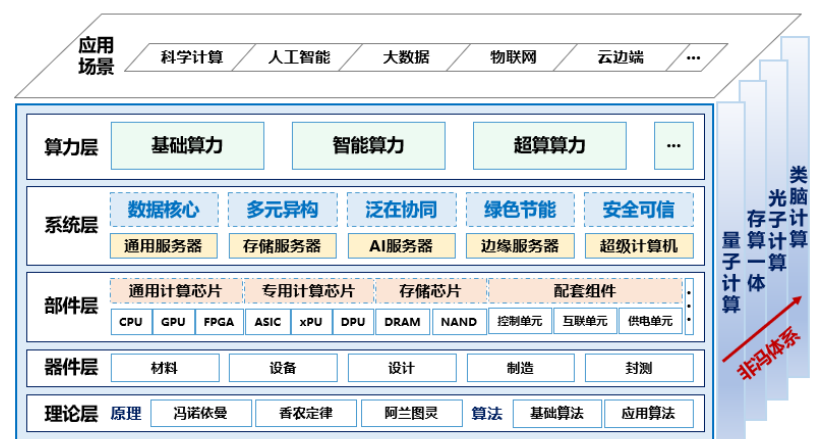 应用
场景
科学计算 人工智能 大数据 物联网 云边端 ...
算力层 基础算力 智能算力 超算算力 ...
系统层
数据核心 多元异构 泛在协同 绿色节能 安全可信
通用服务器 存储服务器 AI服务器 边缘服务器 超级计算机
部件层
通用计算芯片 专用计算芯片 存储芯片 配套组件
CPU GPU FPGA ASIC xPU DPU DRAM NAND 控制单元 互联单元 供电单元
器件层 材料 设备 设计 制造 封测
理论层 原理 冯诺依曼 香农定律 阿兰图灵 算法 基础算法 应用算法
量子计算
存算一体
光子计算
类脑计算
非冯体系